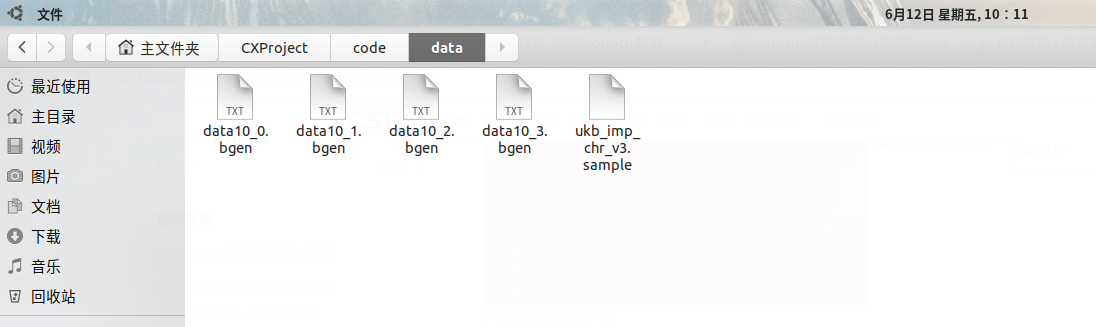 文件
6月12日 星期五, 10：11
主文件夹 CXProject code data
最近使用
主目录
视频
图片
文档
下载
音乐
回收站
TXT TXT TXT TXT
data10_0. data10_1. data10_2. data10_3. ukb_imp_
bgen bgen bgen bgen chr_v3.
sample